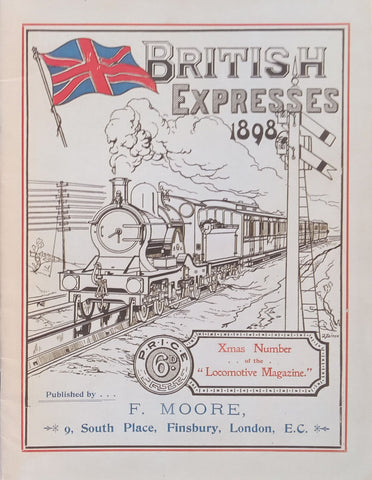 BRITISH
EXPRESSES
1898
PRICE
6D
Xmas Number
of the
"Locomotive Magazine."
Published by . . .
F. MOORE,
9, South Place, Finsbury, London, E.C.